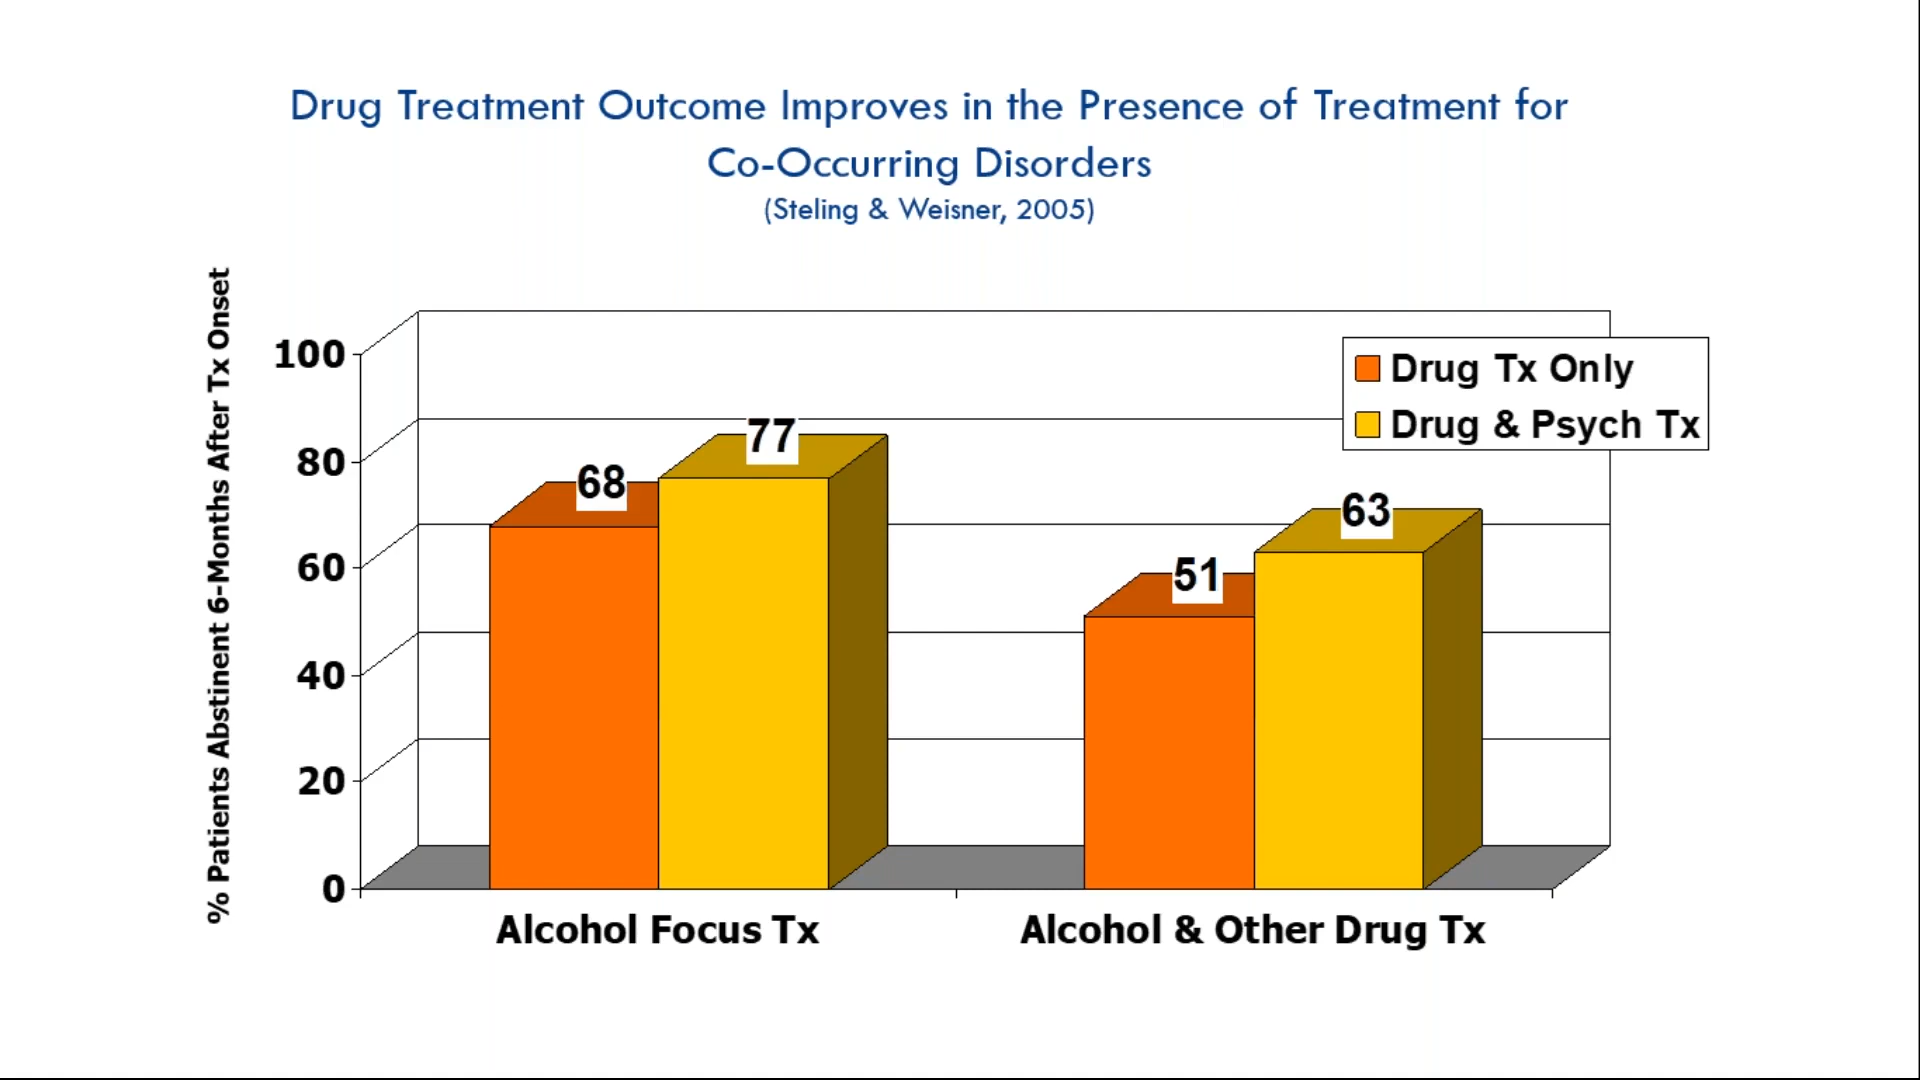 Drug Treatment Outcome Improves in the Presence of Treatment for
Co-Occurring Disorders
(Steling & Weisner, 2005)
% Patients Abstinent 6-Months After Tx Onset
100
80
60
40
20
0
68
77
51
63
Drug Tx Only
Drug & Psych Tx
Alcohol Focus Tx
Alcohol & Other Drug Tx